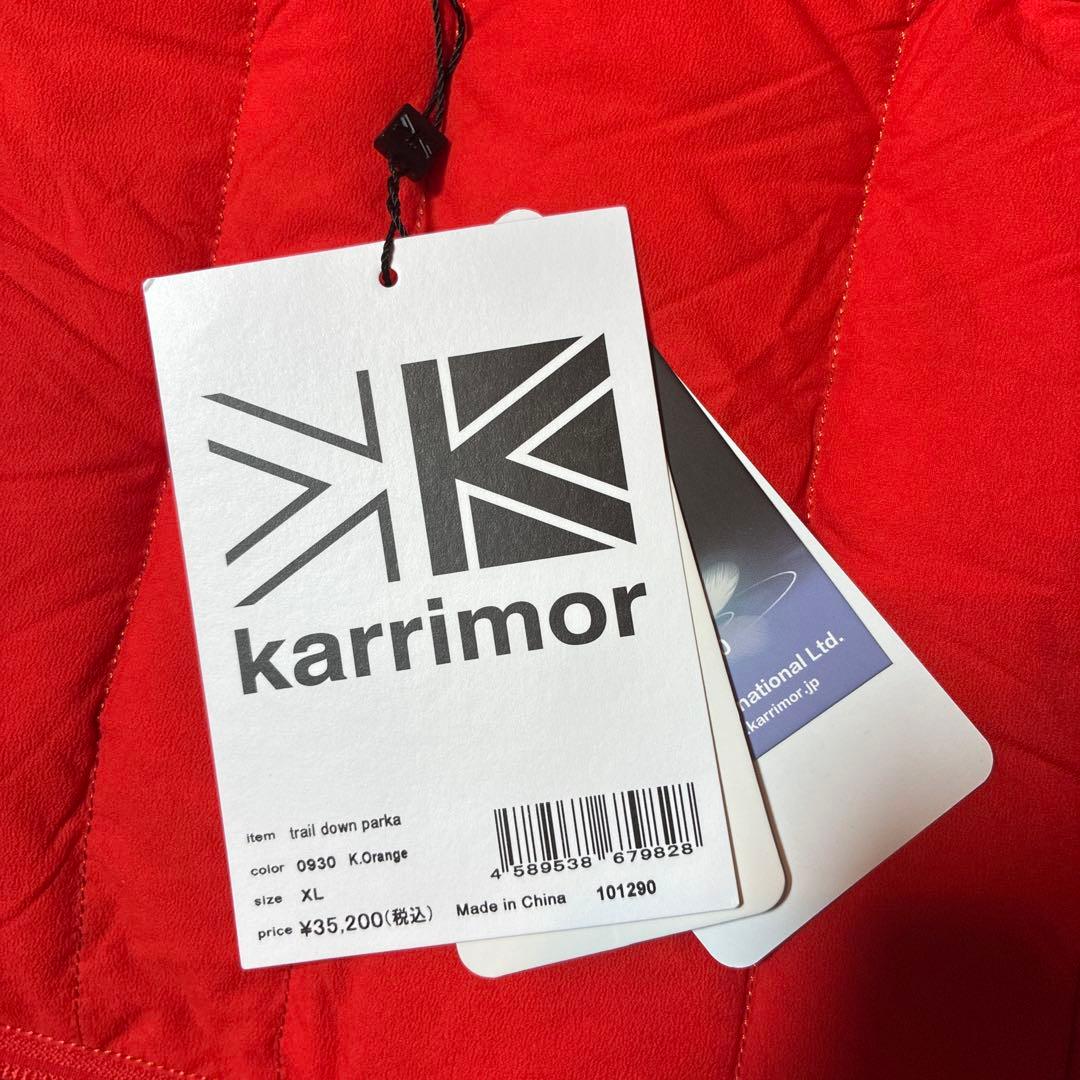 karrimor
item trail down parka
color 0930 K.Orange
size XL
price ¥35,200(税込)
4 589538 679828
Made in China 101290
national Ltd.
.karrimor.jp